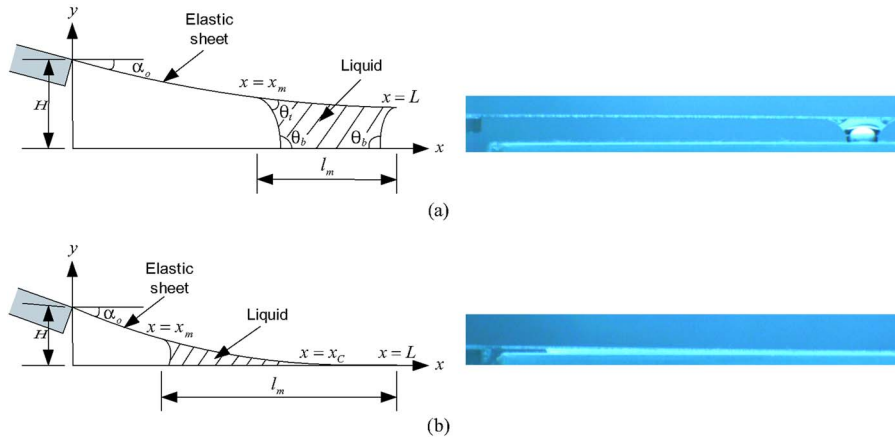 y
Elastic
sheet
α_o
H
x = x_m
Liquid
x = L
θ_t
θ_b
θ_b
x
l_m
(a)
y
Elastic
sheet
α_o
H
x = x_m
Liquid
x = x_C
x = L
x
l_m
(b)